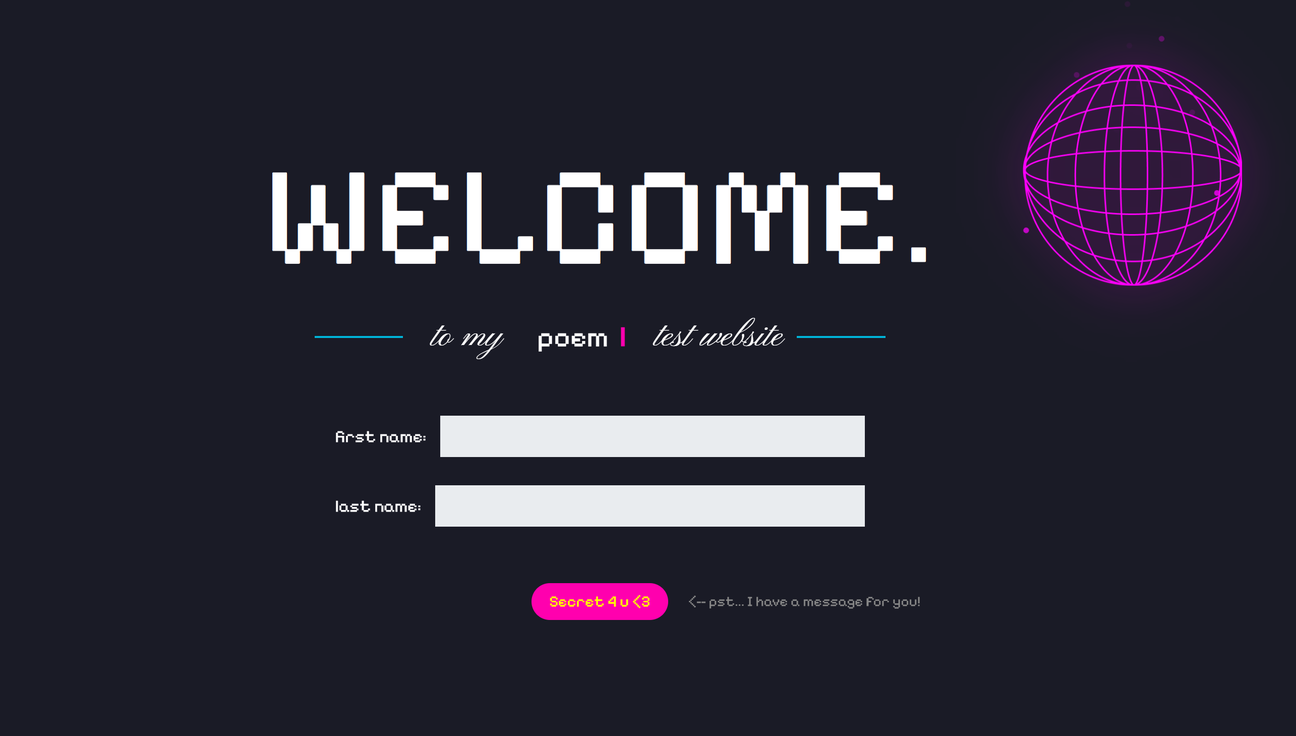 WELCOME.
to my poem test website
first name:
last name:
Secret 4 u <3 <-- pst... I have a message for you!